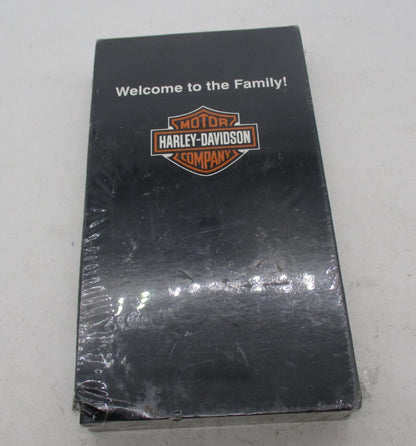 Welcome to the Family!
MOTOR
HARLEY-DAVIDSON
COMPANY